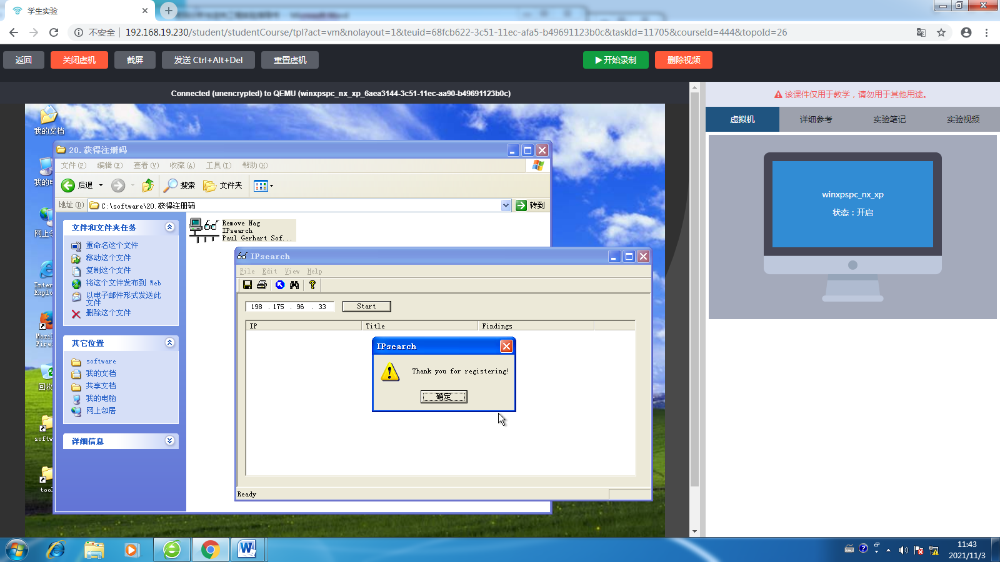 学生实验
不安全
192.168.19.230/student/studentCourse/tpl?act=vm&nolayout=1&teuid=68fcb622-3c51-11ec-afa5-b49691123b0c&taskId=11705&courseId=444&topoId=26
返回
关闭虚机
截屏
发送 Ctrl+Alt+Del
重置虚机
开始录制
删除视频
Connected (unencrypted) to QEMU (winxpspc_nx_xp_6aea3144-3c51-11ec-aa90-b49691123b0c)
我的文档
20.获得注册码
文件(F) 编辑(E) 查看(V) 收藏(A) 工具(T) 帮助(H)
后退
搜索
文件夹
地址(D)
C:\software\20.获得注册码
转到
文件和文件夹任务
重命名这个文件
移动这个文件
复制这个文件
将这个文件发布到 Web
以电子邮件形式发送此
文件
删除这个文件
其它位置
software
我的文档
共享文档
我的电脑
网上邻居
详细信息
Remove Nag
IPsearch
Paul Gerhart Sof...
IPsearch
File Edit View Help
198 .175 . 96 . 33
Start
IP
Title
Findings
IPsearch
Thank you for registering!
确定
Ready
该课件仅用于教学，请勿用于其他用途。
虚拟机
详细参考
实验笔记
实验视频
winxpspc_nx_xp
状态：开启
11:43
2021/11/3